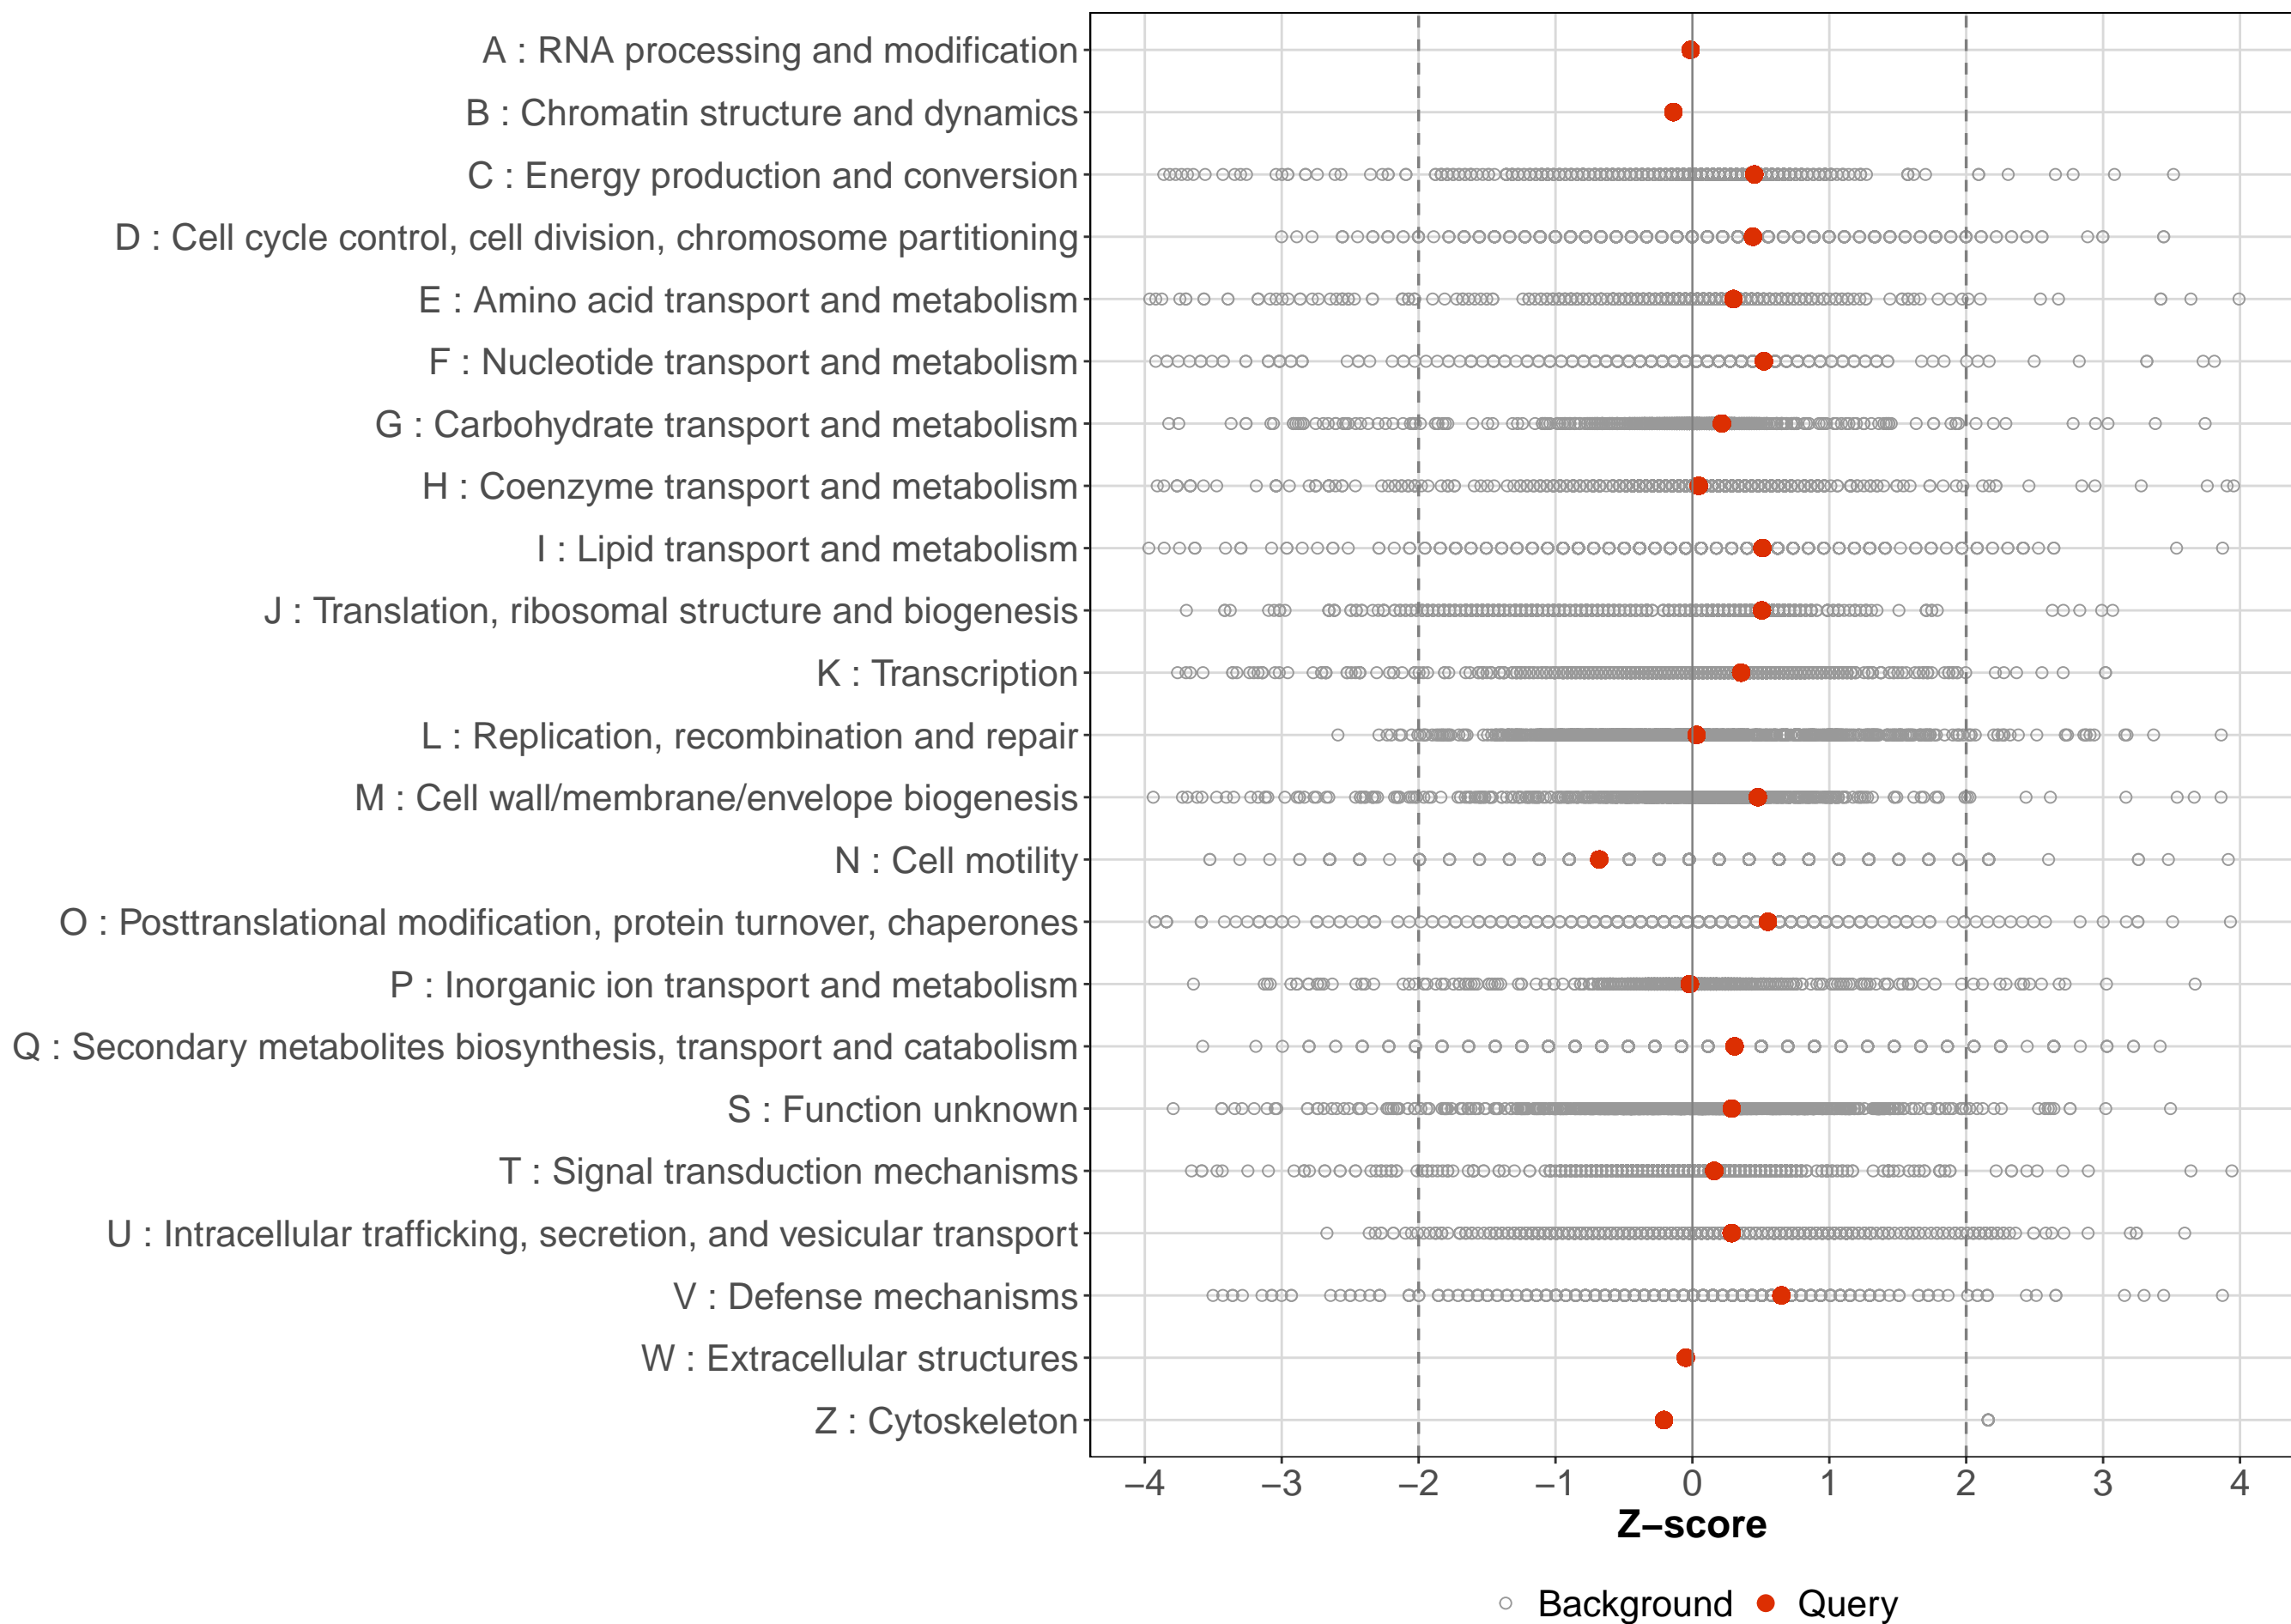 A : RNA processing and modification
B : Chromatin structure and dynamics
C : Energy production and conversion
D : Cell cycle control, cell division, chromosome partitioning
E : Amino acid transport and metabolism
F : Nucleotide transport and metabolism
G : Carbohydrate transport and metabolism
H : Coenzyme transport and metabolism
I : Lipid transport and metabolism
J : Translation, ribosomal structure and biogenesis
K : Transcription
L : Replication, recombination and repair
M : Cell wall/membrane/envelope biogenesis
N : Cell motility
O : Posttranslational modification, protein turnover, chaperones
P : Inorganic ion transport and metabolism
Q : Secondary metabolites biosynthesis, transport and catabolism
S : Function unknown
T : Signal transduction mechanisms
U : Intracellular trafficking, secretion, and vesicular transport
V : Defense mechanisms
W : Extracellular structures
Z : Cytoskeleton
−4 −3 −2 −1 0 1 2 3 4
Z−score
Background Query